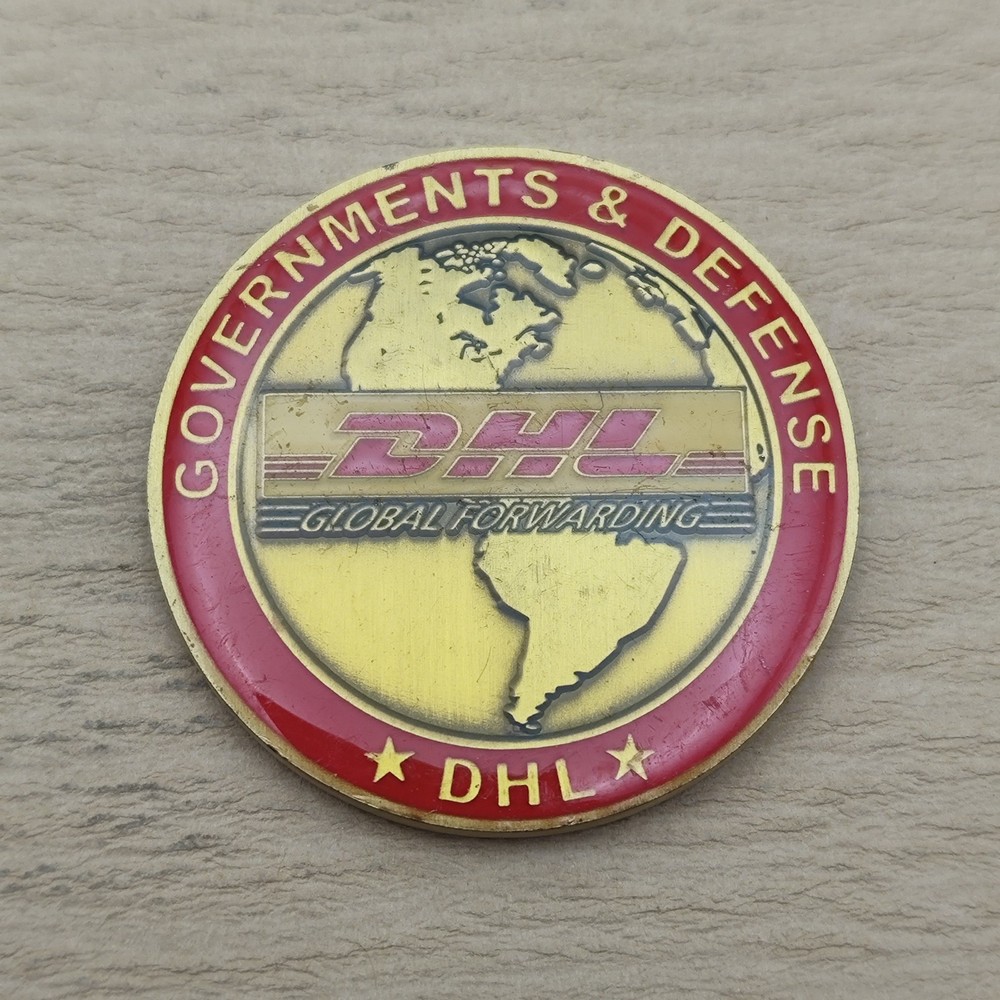 GOVERNMENTS & DEFENSE
DHL
GLOBAL FORWARDING
DHL